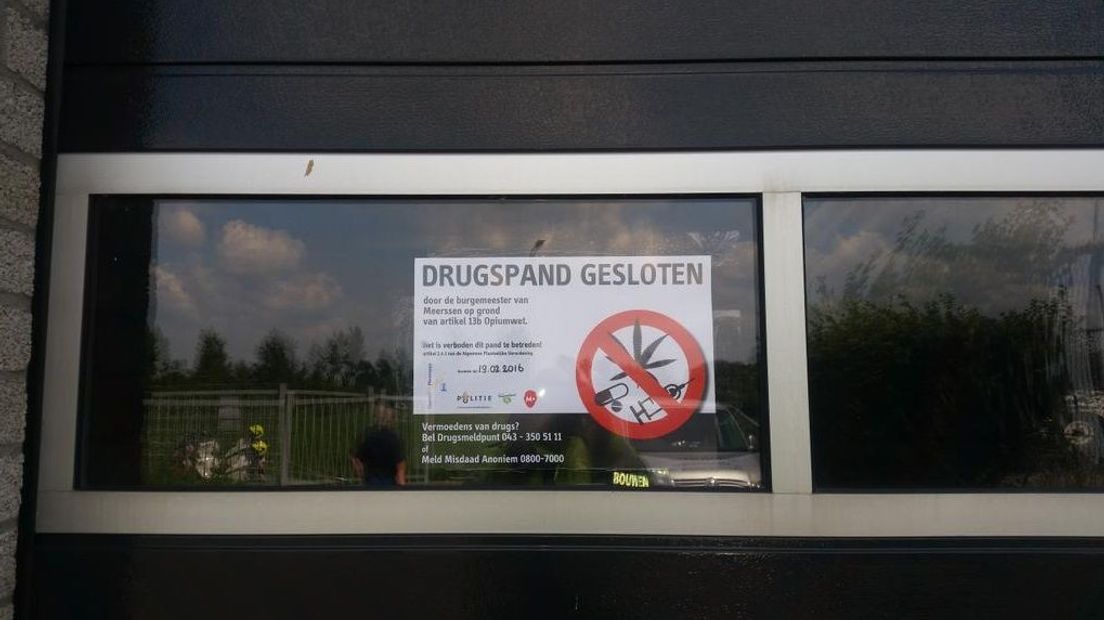 DRUGSPAND GESLOTEN
door de burgemeester van
Meerssen op grond
van artikel 13b Opiumwet.
Het is verboden dit pand te betreden!
19.02.2016
POLITIE
M.
Vermoedens van drugs?
Bel Drugsmeldpunt 043 - 350 51 11
of
Meld Misdaad Anoniem 0800-7000
BOUWEN